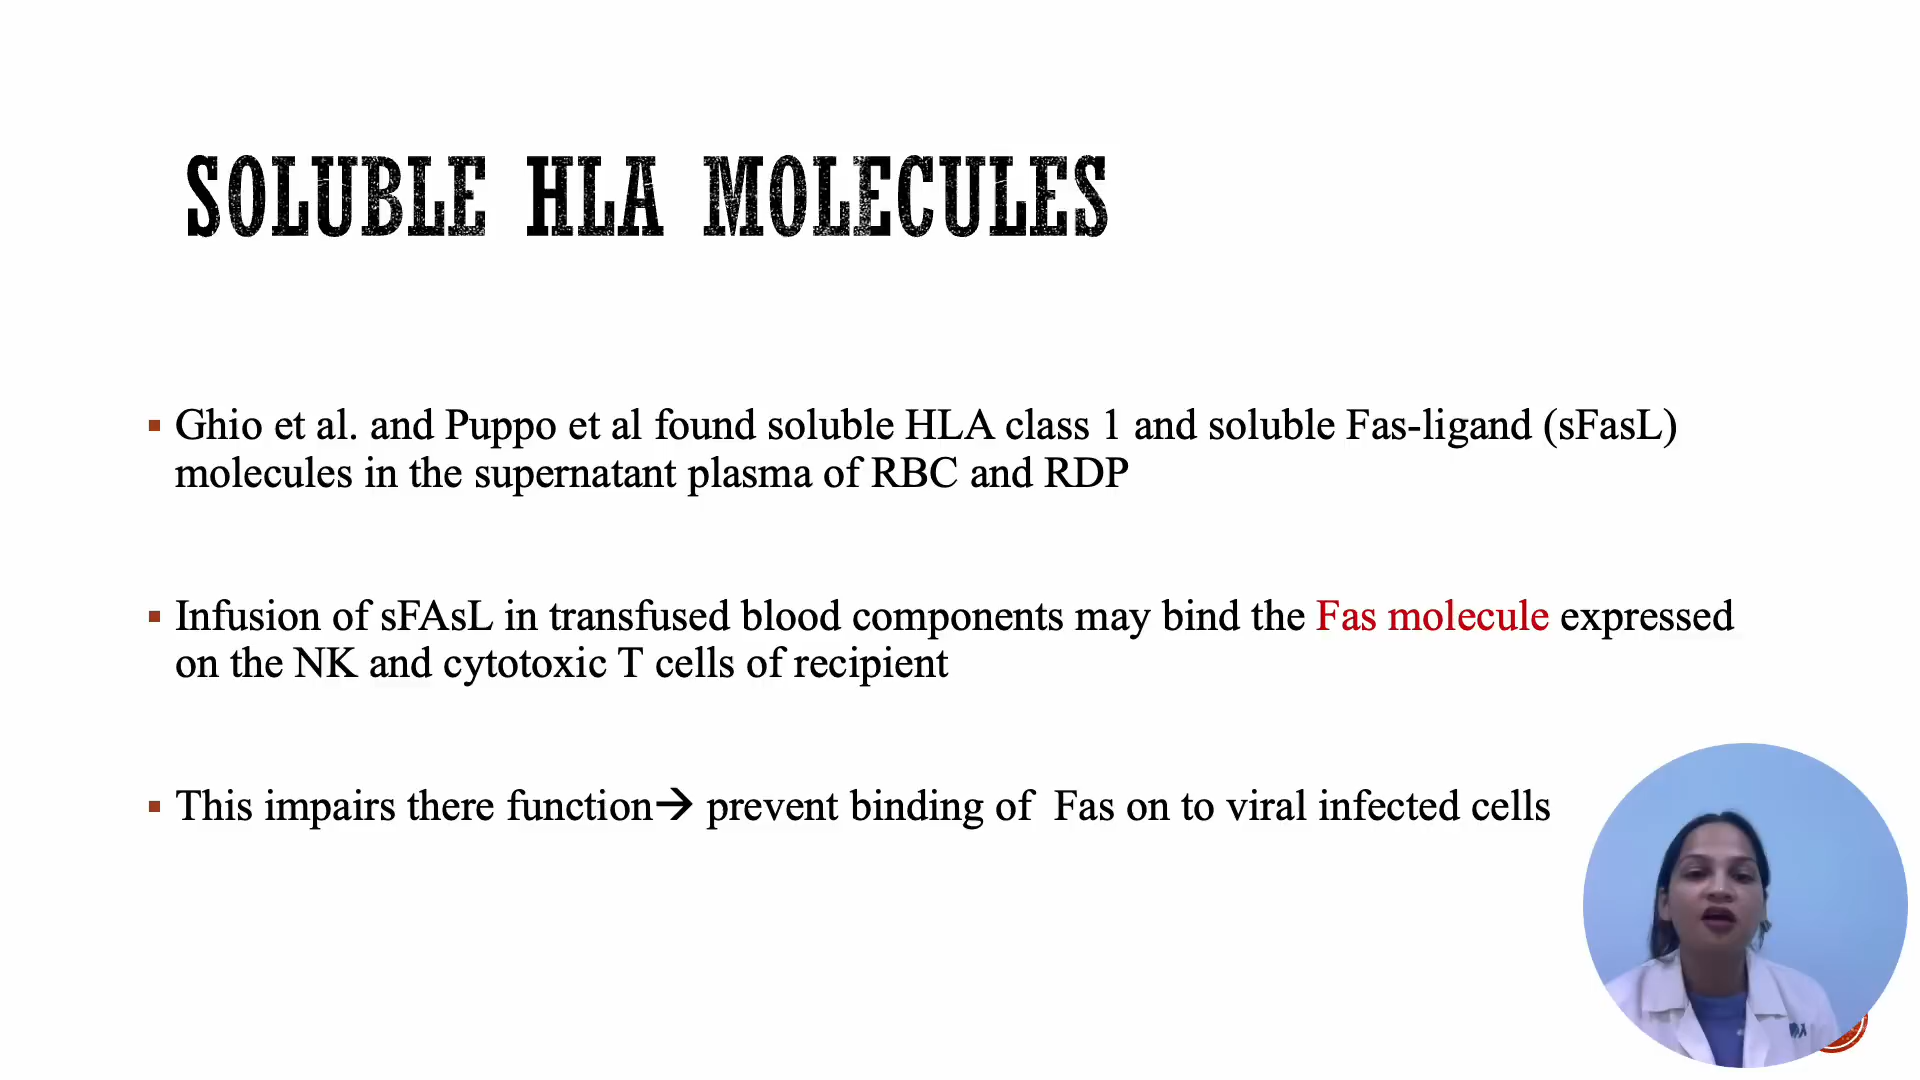 SOLUBLE HLA MOLECULES
Ghio et al. and Puppo et al found soluble HLA class 1 and soluble Fas-ligand (sFasL)
molecules in the supernatant plasma of RBC and RDP
Infusion of sFAsL in transfused blood components may bind the Fas molecule expressed
on the NK and cytotoxic T cells of recipient
This impairs there function→ prevent binding of Fas on to viral infected cells